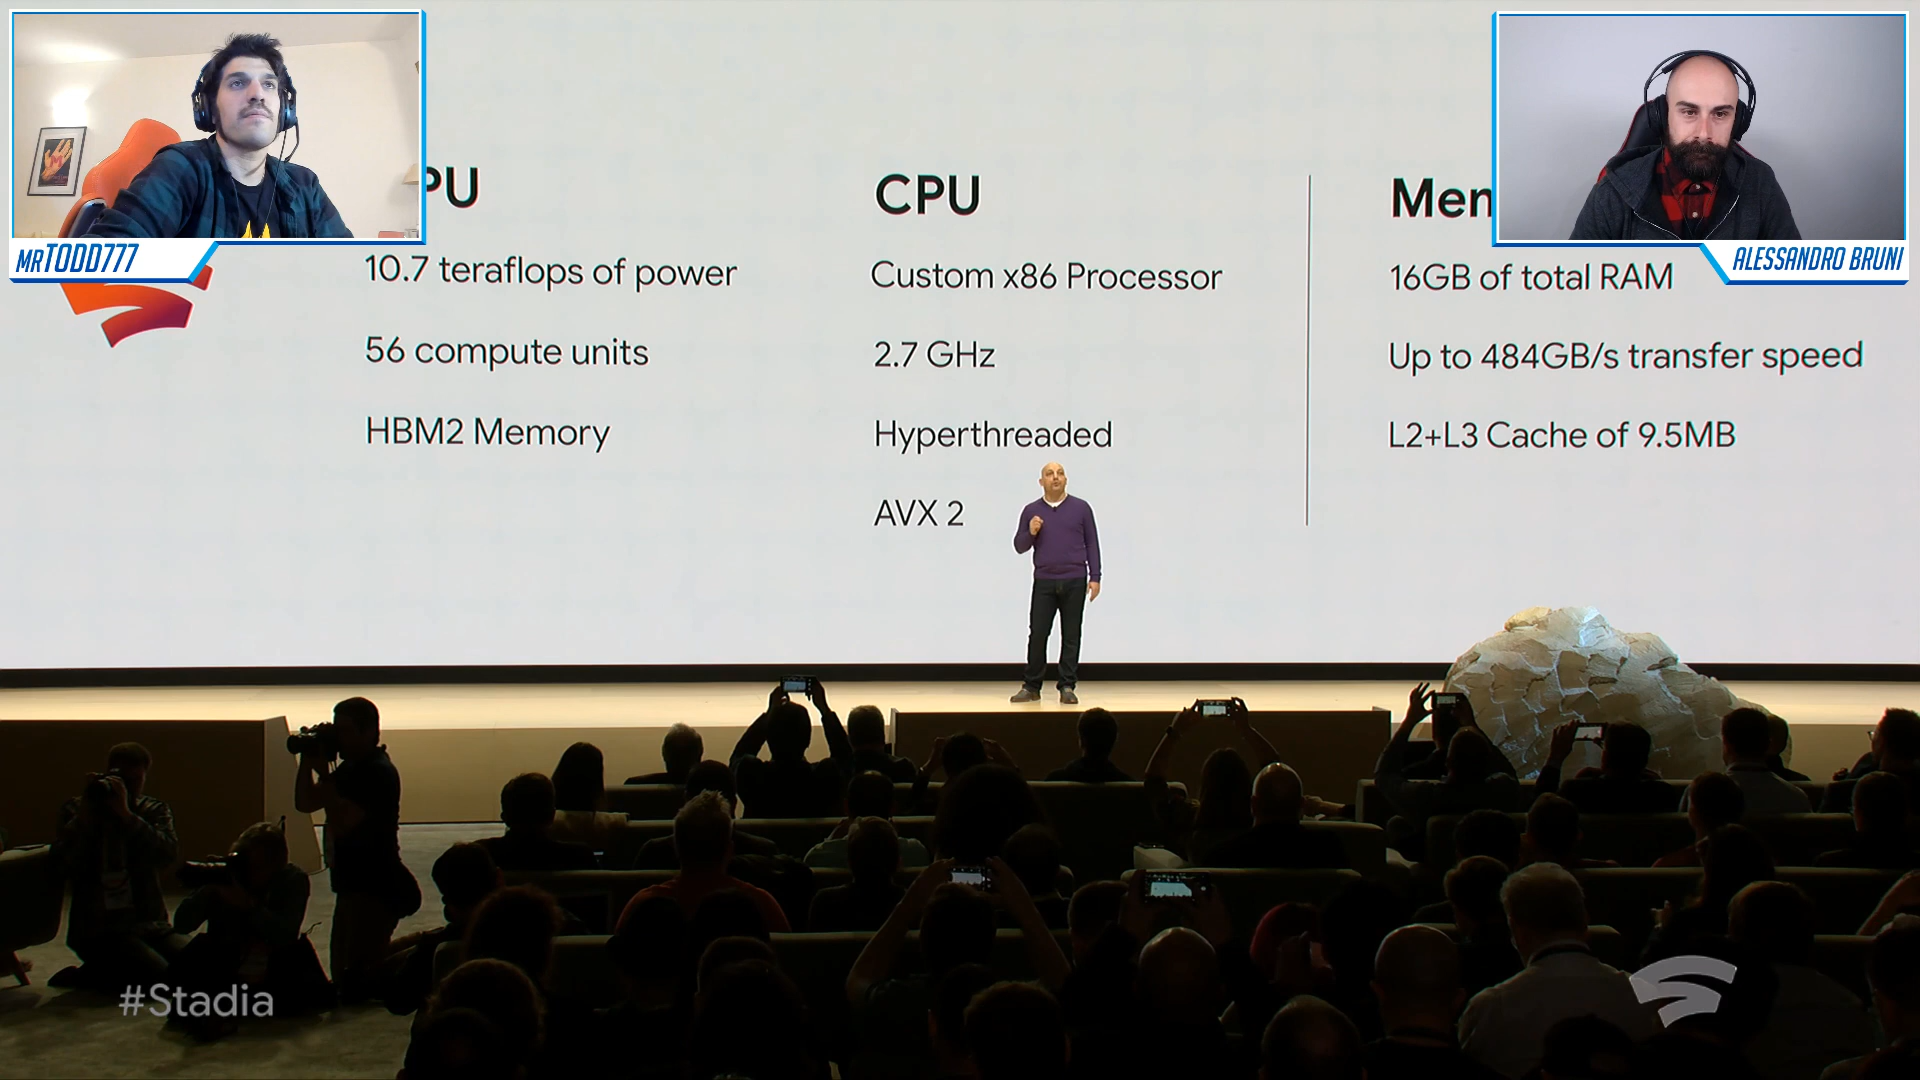 MRTODD777
ALESSANDRO BRUNI
PU
10.7 teraflops of power
56 compute units
HBM2 Memory
CPU
Custom x86 Processor
2.7 GHz
Hyperthreaded
AVX 2
Mem
16GB of total RAM
Up to 484GB/s transfer speed
L2+L3 Cache of 9.5MB
#Stadia